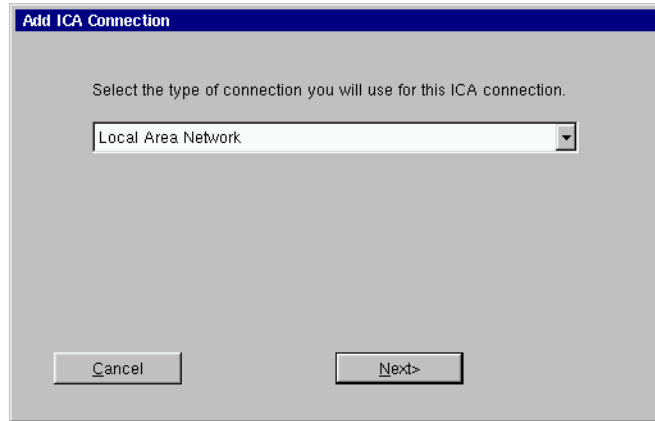 Add ICA Connection
Select the type of connection you will use for this ICA connection.
Local Area Network
Cancel
Next>